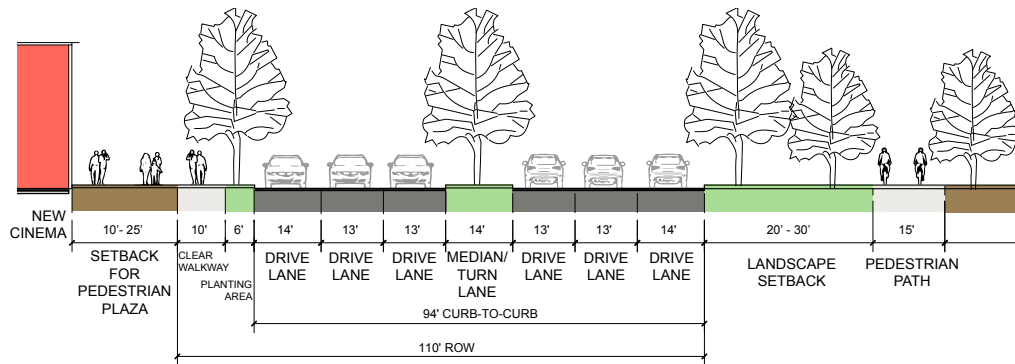 NEW
CINEMA
10'- 25'
10'
6'
14'
13'
13'
14'
13'
13'
14'
20' - 30'
15'
SETBACK
FOR
PEDESTRIAN
PLAZA
CLEAR
WALKWAY
PLANTING
AREA
DRIVE
LANE
DRIVE
LANE
DRIVE
LANE
MEDIAN/
TURN
LANE
DRIVE
LANE
DRIVE
LANE
DRIVE
LANE
LANDSCAPE
SETBACK
PEDESTRIAN
PATH
94' CURB-TO-CURB
110' ROW